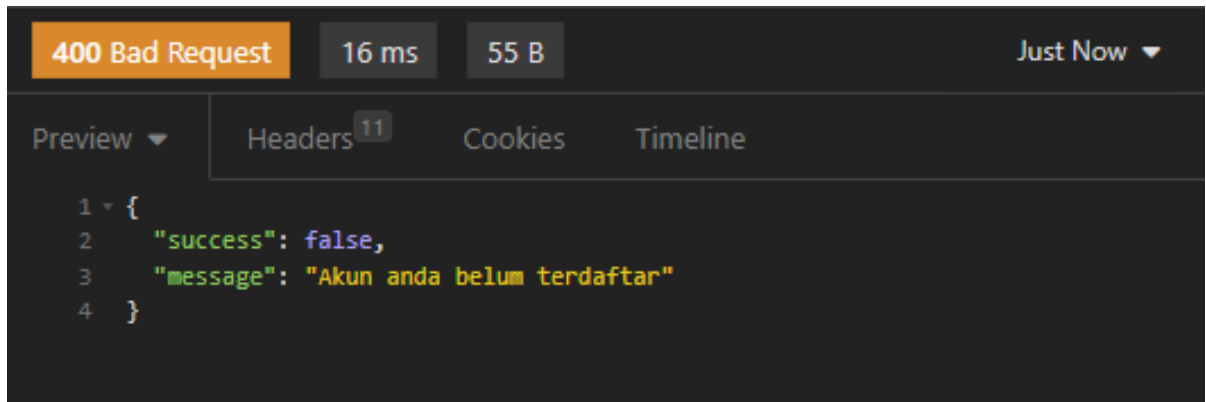 400 Bad Request 16 ms 55 B Just Now
Preview Headers 11 Cookies Timeline
1 {
2 "success": false,
3 "message": "Akun anda belum terdaftar"
4 }